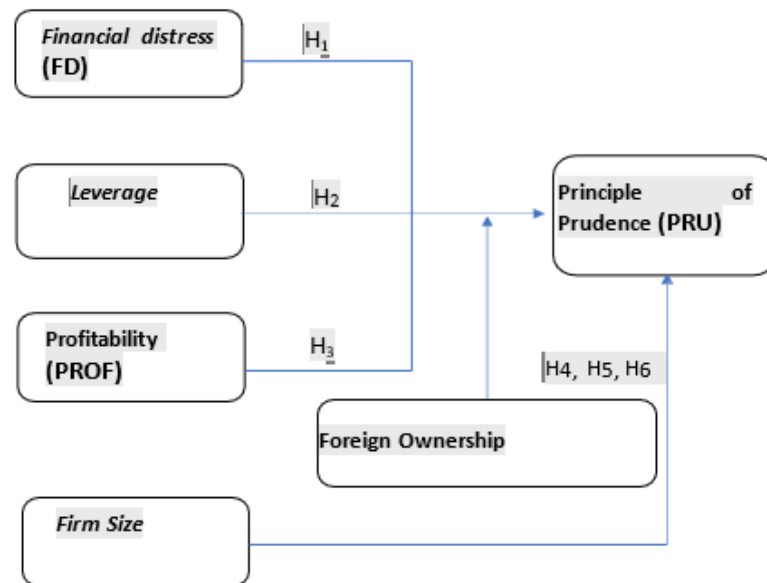 Financial distress
(FD)
H1
Leverage
H2
Principle of
Prudence (PRU)
Profitability
(PROF)
H3
H4, H5, H6
Foreign Ownership
Firm Size